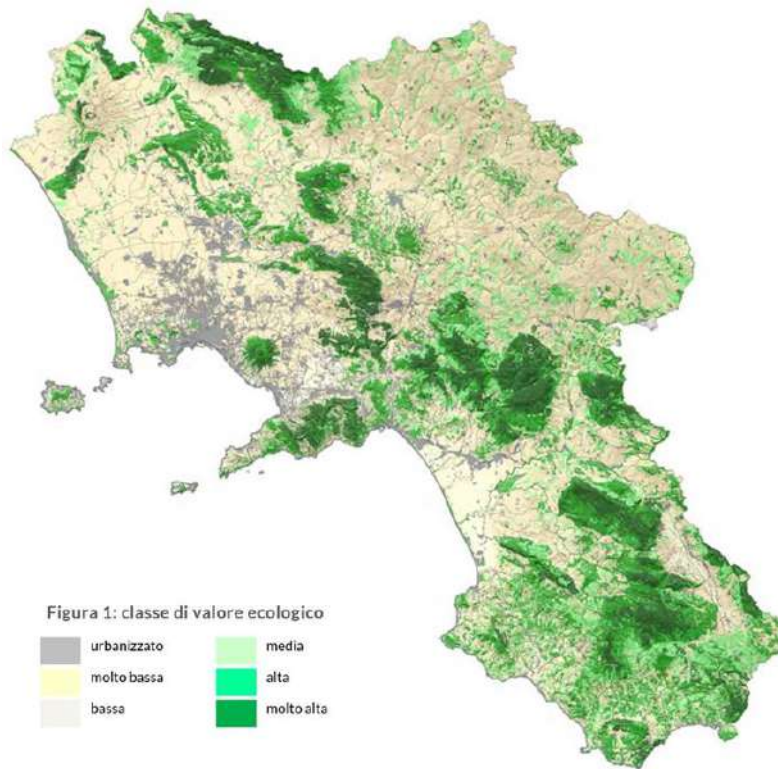 Figura 1: classe di valore ecologico
urbanizzato
molto bassa
bassa
media
alta
molto alta